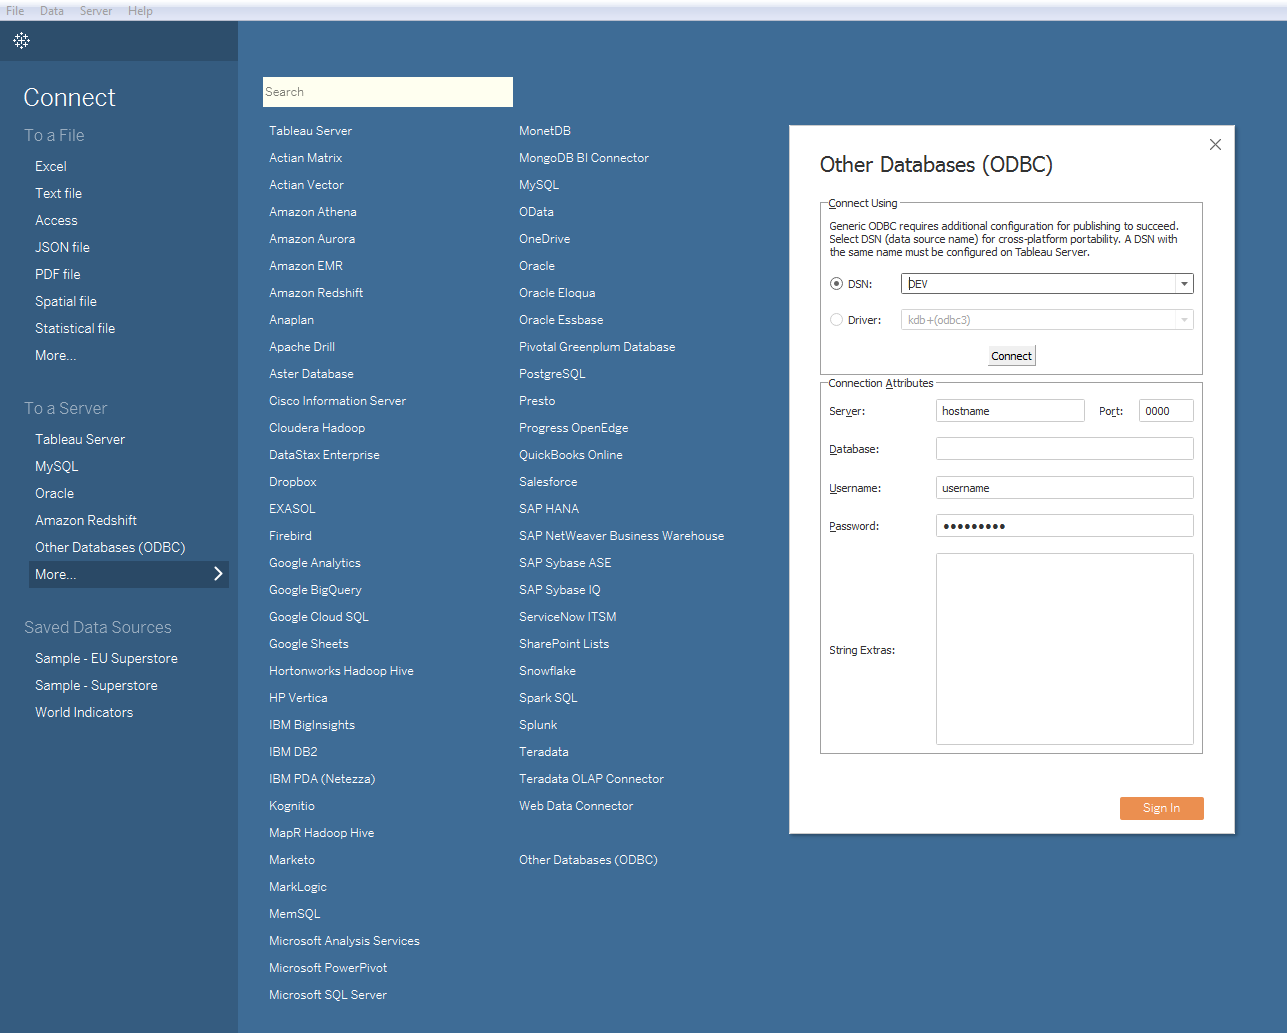 File Data Server Help
Connect
To a File
Excel
Text file
Access
JSON file
PDF file
Spatial file
Statistical file
More...
To a Server
Tableau Server
MySQL
Oracle
Amazon Redshift
Other Databases (ODBC)
More...
Saved Data Sources
Sample - EU Superstore
Sample - Superstore
World Indicators
Search
Tableau Server
Actian Matrix
Actian Vector
Amazon Athena
Amazon Aurora
Amazon EMR
Amazon Redshift
Anaplan
Apache Drill
Aster Database
Cisco Information Server
Cloudera Hadoop
DataStax Enterprise
Dropbox
EXASOL
Firebird
Google Analytics
Google BigQuery
Google Cloud SQL
Google Sheets
Hortonworks Hadoop Hive
HP Vertica
IBM BigInsights
IBM DB2
IBM PDA (Netezza)
Kognitio
MapR Hadoop Hive
Marketo
MarkLogic
MemSQL
Microsoft Analysis Services
Microsoft PowerPivot
Microsoft SQL Server
MonetDB
MongoDB BI Connector
MySQL
OData
OneDrive
Oracle
Oracle Eloqua
Oracle Essbase
Pivotal Greenplum Database
PostgreSQL
Presto
Progress OpenEdge
QuickBooks Online
Salesforce
SAP HANA
SAP NetWeaver Business Warehouse
SAP Sybase ASE
SAP Sybase IQ
ServiceNow ITSM
SharePoint Lists
Snowflake
Spark SQL
Splunk
Teradata
Teradata OLAP Connector
Web Data Connector
Other Databases (ODBC)
Other Databases (ODBC)
Connect Using
Generic ODBC requires additional configuration for publishing to succeed.
Select DSN (data source name) for cross-platform portability. A DSN with
the same name must be configured on Tableau Server.
DSN: DEV
Driver: kdb+(odbc3)
Connect
Connection Attributes
Server: hostname Port: 0000
Database:
Username: username
Password: •••••••••
String Extras:
Sign In